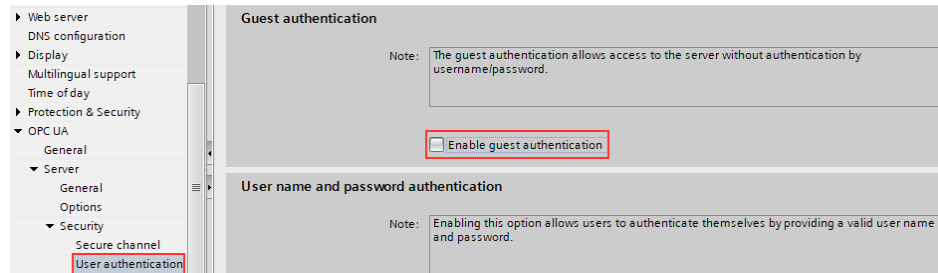 Web server
DNS configuration
Display
Multilingual support
Time of day
Protection & Security
OPC UA
General
Server
General
Options
Security
Secure channel
User authentication
Guest authentication
Note: The guest authentication allows access to the server without authentication by
username/password.
Enable guest authentication
User name and password authentication
Note: Enabling this option allows users to authenticate themselves by providing a valid user name
and password.